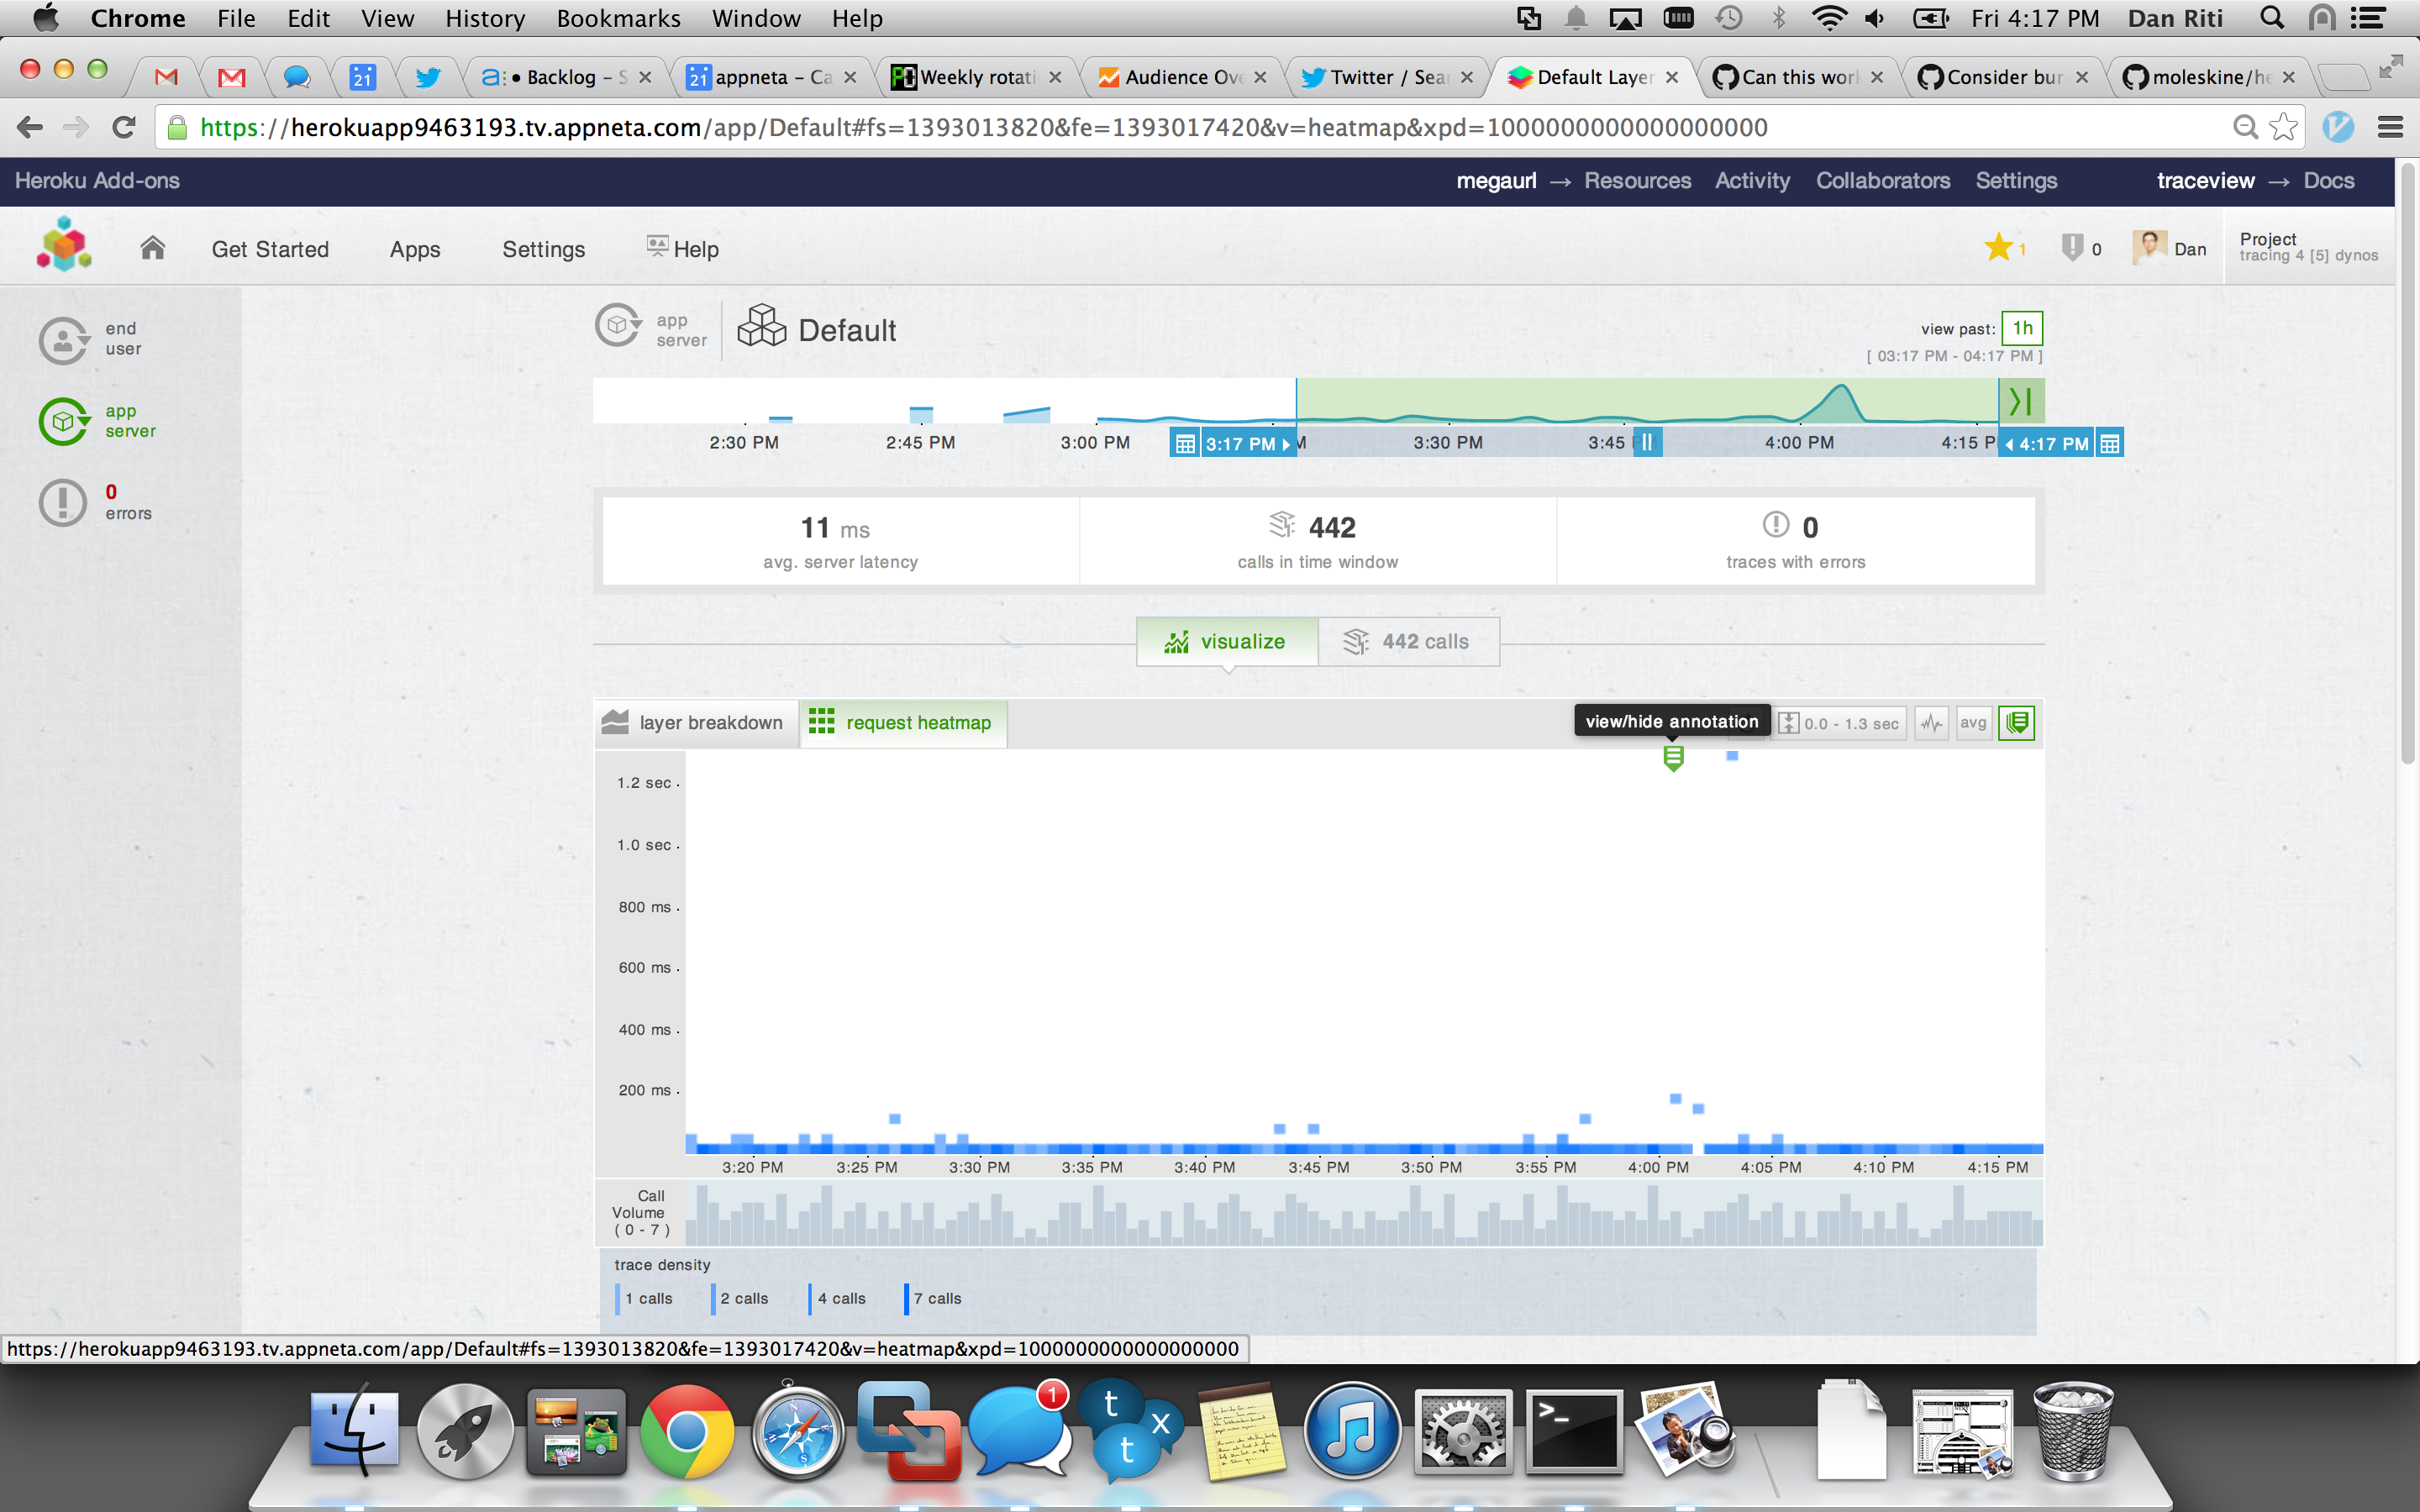 Chrome File Edit View History Bookmarks Window Help Fri 4:17 PM Dan Riti
21 a:• Backlog – S 21 appneta – Ca Weekly rotati Audience Ove Twitter / Sear Default Layer Can this work Consider bur moleskine/he
https://herokuapp9463193.tv.appneta.com/app/Default#fs=1393013820&fe=1393017420&v=heatmap&xpd=1000000000000000000
Heroku Add-ons megaurl → Resources Activity Collaborators Settings traceview → Docs
Get Started Apps Settings Help 1 0 Dan Project
tracing 4 [5] dynos
end
user
app
server
0
errors
app
server
Default
view past: 1h
[ 03:17 PM - 04:17 PM ]
2:30 PM 2:45 PM 3:00 PM 3:17 PM 3:30 PM 3:45 4:00 PM 4:15 P 4:17 PM
11 ms 442 0
avg. server latency calls in time window traces with errors
visualize 442 calls
layer breakdown request heatmap view/hide annotation 0.0 - 1.3 sec avg
1.2 sec
1.0 sec
800 ms
600 ms
400 ms
200 ms
3:20 PM 3:25 PM 3:30 PM 3:35 PM 3:40 PM 3:45 PM 3:50 PM 3:55 PM 4:00 PM 4:05 PM 4:10 PM 4:15 PM
Call
Volume
( 0 - 7 )
trace density
1 calls 2 calls 4 calls 7 calls
https://herokuapp9463193.tv.appneta.com/app/Default#fs=1393013820&fe=1393017420&v=heatmap&xpd=1000000000000000000
1
t x
t
>_